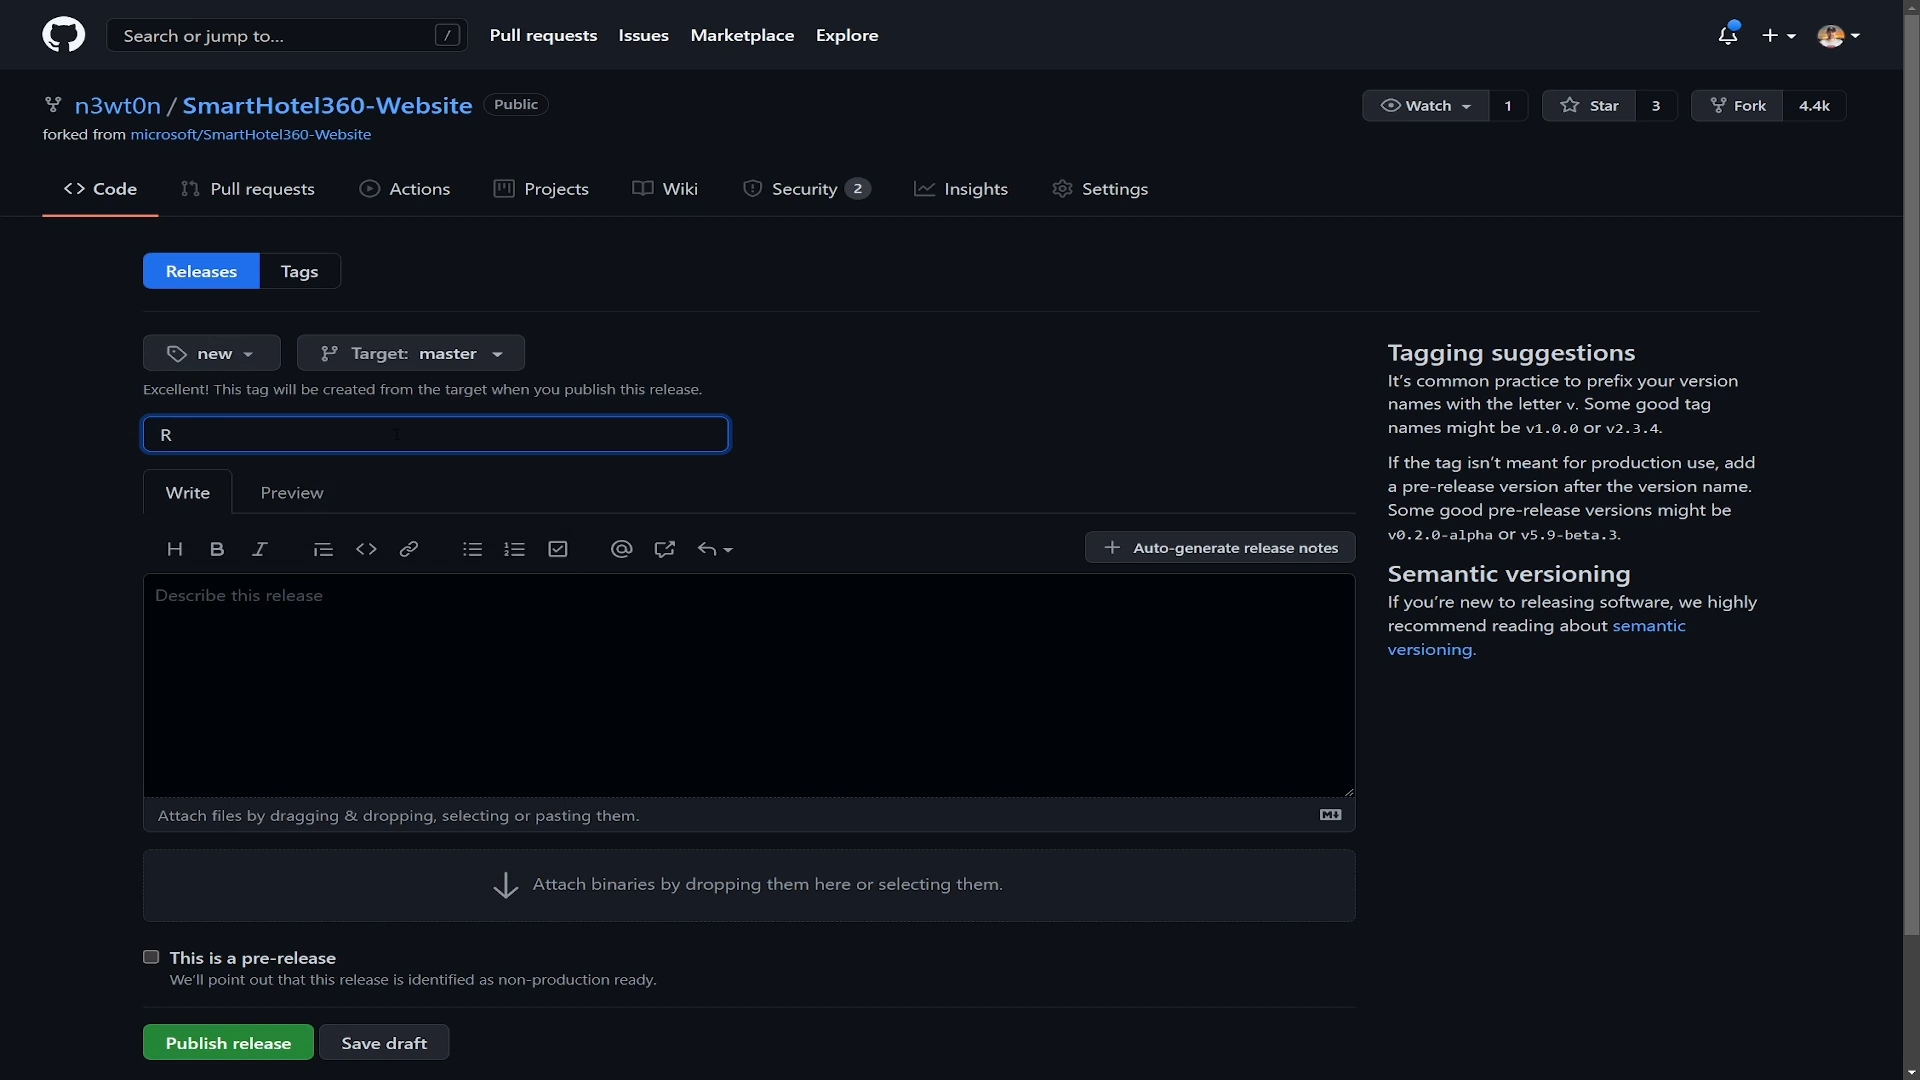 Search or jump to... /
Pull requests Issues Marketplace Explore
n3wt0n / SmartHotel360-Website Public
Watch 1 Star 3 Fork 4.4k
forked from microsoft/SmartHotel360-Website
Code Pull requests Actions Projects Wiki Security 2 Insights Settings
Releases Tags
new Target: master
Excellent! This tag will be created from the target when you publish this release.
R
Write Preview
H B I Auto-generate release notes
Describe this release
Attach files by dragging & dropping, selecting or pasting them.
Attach binaries by dropping them here or selecting them.
This is a pre-release
We'll point out that this release is identified as non-production ready.
Publish release Save draft
Tagging suggestions
It's common practice to prefix your version
names with the letter v. Some good tag
names might be v1.0.0 or v2.3.4.
If the tag isn't meant for production use, add
a pre-release version after the version name.
Some good pre-release versions might be
v0.2.0-alpha or v5.9-beta.3.
Semantic versioning
If you're new to releasing software, we highly
recommend reading about semantic
versioning.